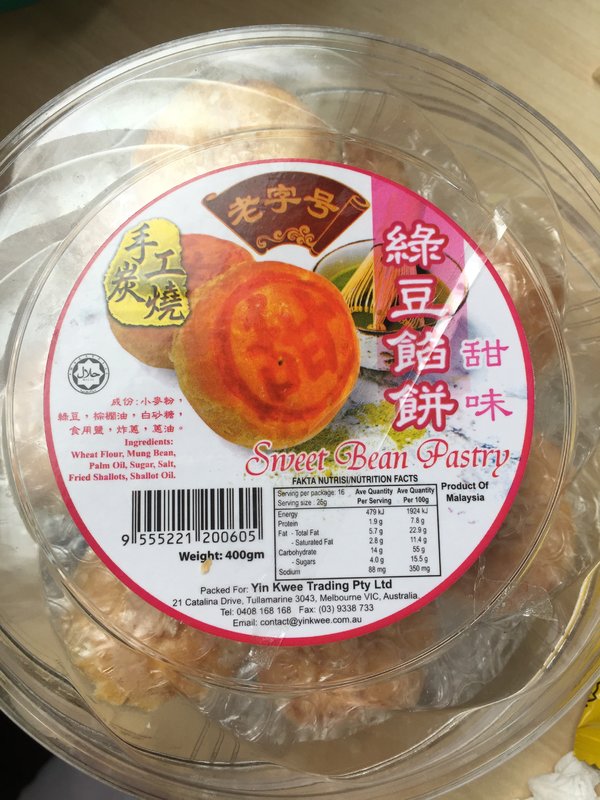 老字号
手工
炭燒
綠豆餡餅
甜味
حلال
成份:小麥粉,
綠豆,棕榈油,白砂糖,
食用鹽,炸蔥,蔥油。
Ingredients:
Wheat Flour, Mung Bean,
Palm Oil, Sugar, Salt,
Fried Shallots, Shallot Oil.
Sweet Bean Pastry
Product Of
Malaysia
FAKTA NUTRISI/NUTRITION FACTS
Serving per package: 16 Ave Quantity Ave Quantity
Serving size : 26g Per Serving Per 100g
Energy 479 kJ 1924 kJ
Protein 1.9 g 7.8 g
Fat - Total Fat 5.7 g 22.9 g
- Saturated Fat 2.8 g 11.4 g
Carbohydrate 14 g 55 g
- Sugars 4.0 g 15.5 g
Sodium 88 mg 350 mg
9 555221 200605
Weight: 400gm
Packed For: Yin Kwee Trading Pty Ltd
21 Catalina Drive, Tullamarine 3043, Melbourne VIC, Australia
Tel: 0408 168 168 Fax: (03) 9338 733
Email: contact@yinkwee.com.au